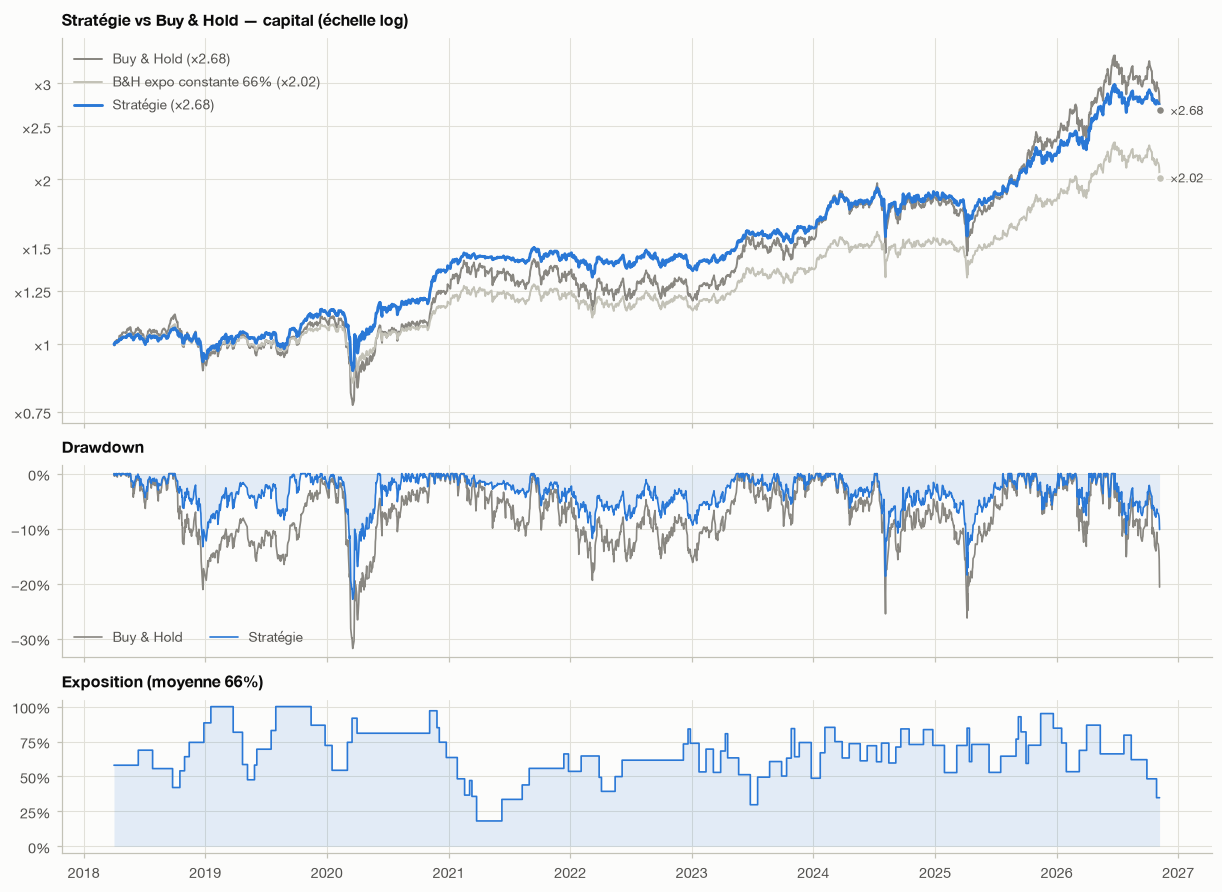 Stratégie vs Buy & Hold — capital (échelle log)
Buy & Hold (x2.68)
B&H expo constante 66% (x2.02)
Stratégie (x2.68)
×3
×2.5
×2
×1.5
×1.25
×1
×0.75
×2.68
×2.02
Drawdown
0%
−10%
−20%
−30%
Buy & Hold
Stratégie
Exposition (moyenne 66%)
100%
75%
50%
25%
0%
2018 2019 2020 2021 2022 2023 2024 2025 2026 2027